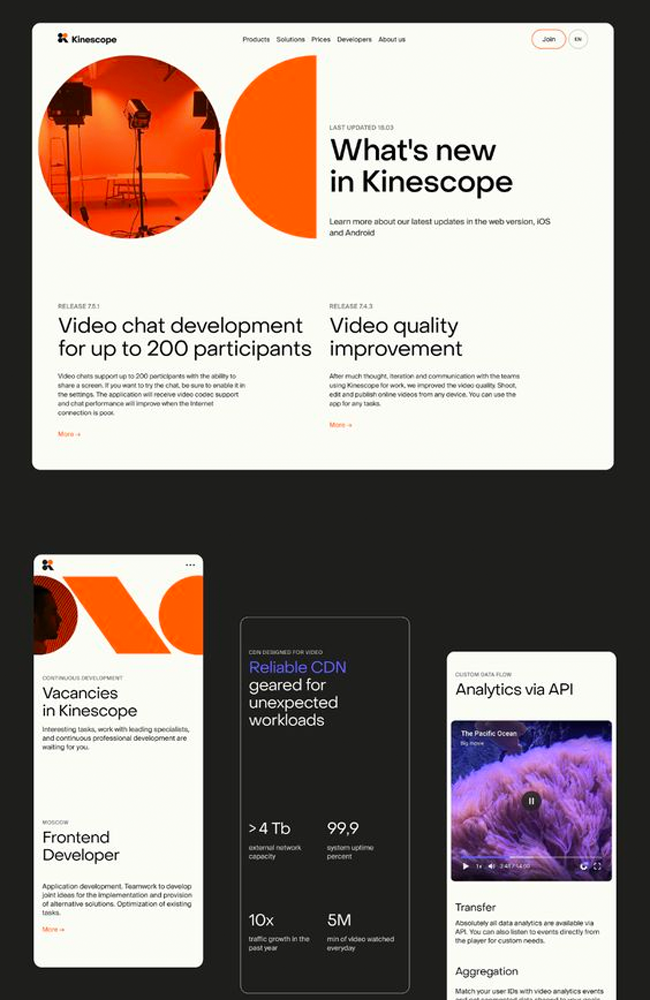 Kinescope
Products Solutions Prices Developers About us
Join
EN
LAST UPDATED 18.03
What's new
in Kinescope
Learn more about our latest updates in the web version, iOS
and Android
RELEASE 7.5.1
Video chat development
for up to 200 participants
Video chats support up to 200 participants with the ability to
share a screen. If you want to try the chat, be sure to enable it in
the settings. The application will receive video codec support
and chat performance will improve when the Internet
connection is poor.
More →
RELEASE 7.4.3
Video quality
improvement
After much thought, iteration and communication with the teams
using Kinescope for work, we improved the video quality. Shoot,
edit and publish online videos from any device. You can use the
app for any tasks.
More →
CONTINUOUS DEVELOPMENT
Vacancies
in Kinescope
Interesting tasks, work with leading specialists,
and continuous professional development are
waiting for you.
MOSCOW
Frontend
Developer
Application development. Teamwork to develop
joint ideas for the implementation and provision
of alternative solutions. Optimization of existing
tasks.
More →
CDN DESIGNED FOR VIDEO
Reliable CDN
geared for
unexpected
workloads
>4 Tb
external network
capacity
99,9
system uptime
percent
10x
traffic growth in the
past year
5M
min of video watched
everyday
CUSTOM DATA FLOW
Analytics via API
The Pacific Ocean
Big movie
1x
Transfer
Absolutely all data analytics are available via
API. You can also listen to events directly from
the player for custom needs.
Aggregation
Match your user IDs with video analytics events